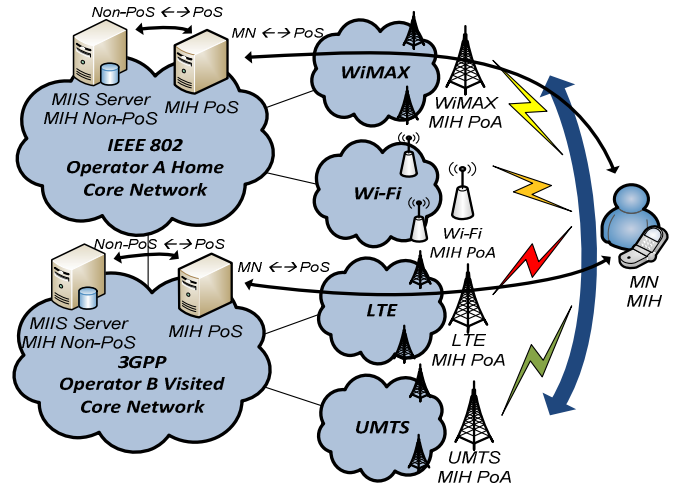 Non-PoS ←→PoS
MN ←→PoS
MIIS Server
MIH Non-PoS
MIH PoS
WiMAX
WiMAX
MIH PoA
IEEE 802
Operator A Home
Core Network
Wi-Fi
Wi-Fi
MIH PoA
MN
MIH
Non-PoS ←→PoS
MN ←→PoS
MIIS Server
MIH Non-PoS
MIH PoS
LTE
LTE
MIH PoA
3GPP
Operator B Visited
Core Network
UMTS
UMTS
MIH PoA